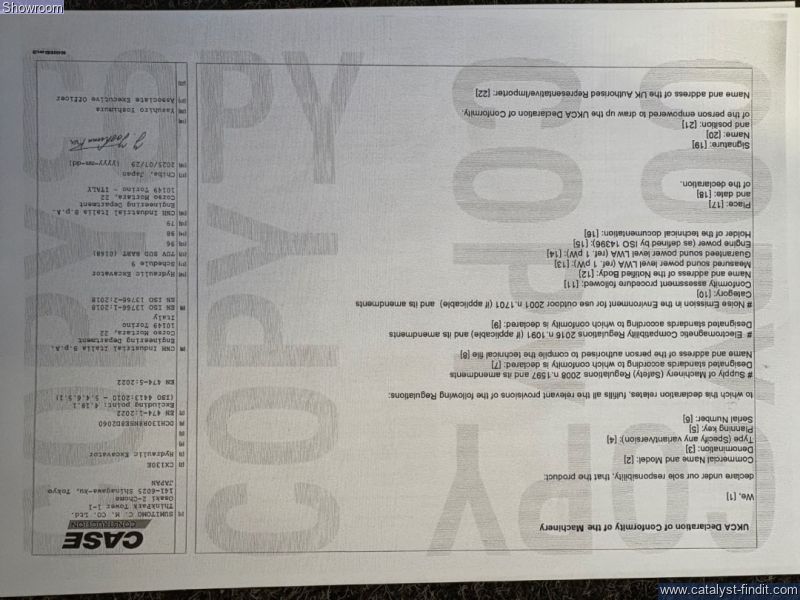 Showroom
UKCA Declaration of Conformity of the Machinery
We, [1]
declare under our sole responsibility, that the product:
Commercial Name and Model: [2]
Denomination: [3]
Type (Specify any variant/version): [4]
Planning key: [5]
Serial Number: [6]
to which this declaration relates, fulfils all the relevant provisions of the following Regulations:
# Supply of Machinery (Safety) Regulations 2008 n.1597 and its amendments
Designated standards according to which conformity is declared: [7]
Name and address of the person authorised to compile the technical file [8]
# Electromagnetic Compatibility Regulations 2016 n.1091 (if applicable) and its amendments
Designated standards according to which conformity is declared: [9]
# Noise Emission in the Environment for use outdoor 2001 n.1701 (if applicable) and its amendments
Category: [10]
Conformity assessment procedure followed: [11]
Name and address of the Notified Body: [12]
Measured sound power level LWA (ref. 1 pW): [13]
Guaranteed sound power level LWA (ref. 1 pW): [14]
Engine power (as defined by ISO 14396): [15]
Holder of the technical documentation: [16]
Place: [17]
and date: [18]
of the declaration.
Signature: [19]
Name: [20]
and position: [21]
of the person empowered to draw up the UKCA Declaration of Conformity.
Name and address of the UK Authorised Representative/Importer: [22]
CASE
CONSTRUCTION
SUMITOMO C. M. CO. Ltd.
ThinkPark Tower 1-1
Osaki 2-Chome
141-6025 Shinagawa-ku, Tokyo
JAPAN
CX130E
Hydraulic Excavator
EN 474-1:2022
Excluding point: 4.18.1
EN 474-5:2022
CNH Industrial Italia S.p.A.
Engineering Department
Corso Mortara, 22
10149 Torino
Italy
EN ISO 13766-1:2018
EN ISO 13766-2:2018
Hydraulic Excavator
Schedule 9
96
98
79
CNH Industrial Italia S.p.A.
Engineering Department
Corso Mortara, 22
10149 Torino - ITALY
Chiba, Japan
2025/07/29 (yyyy-mm-dd)
Yasuhiro Yoshimura
Associate Executive Officer
COPY
COPY
COPY
COPY
www.catalyst-findit.com